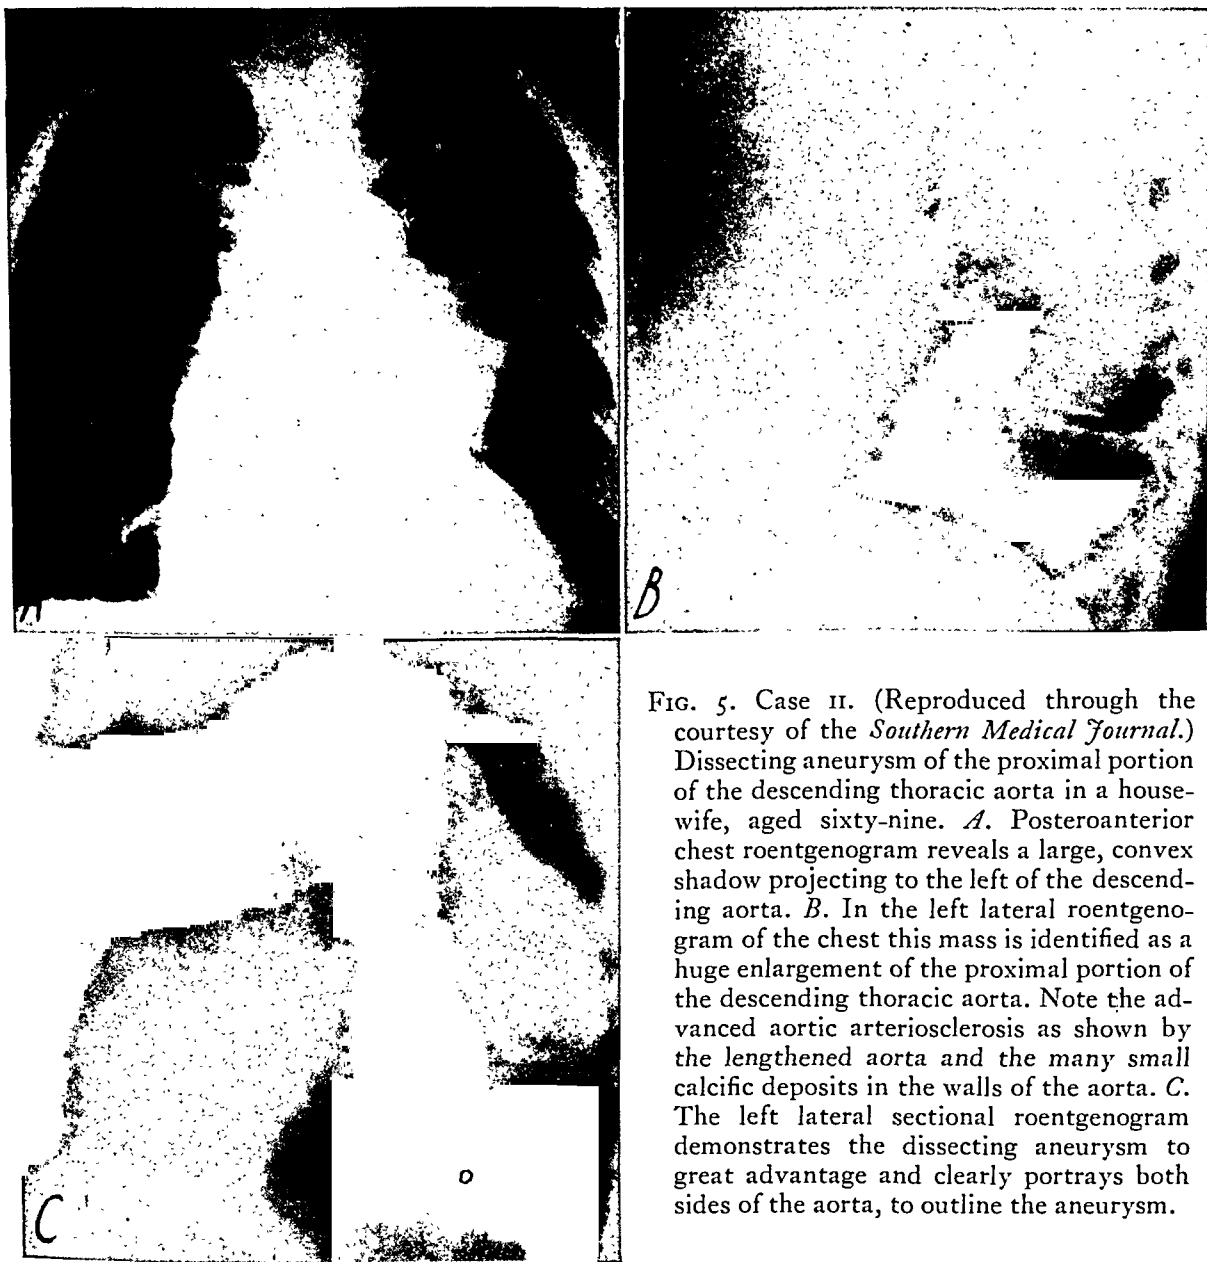 A
B
C
FIG. 5. Case II. (Reproduced through the
courtesy of the Southern Medical Journal.)
Dissecting aneurysm of the proximal portion
of the descending thoracic aorta in a house-
wife, aged sixty-nine. A. Posteroanterior
chest roentgenogram reveals a large, convex
shadow projecting to the left of the descend-
ing aorta. B. In the left lateral roentgeno-
gram of the chest this mass is identified as a
huge enlargement of the proximal portion of
the descending thoracic aorta. Note the ad-
vanced aortic arteriosclerosis as shown by
the lengthened aorta and the many small
calcific deposits in the walls of the aorta. C.
The left lateral sectional roentgenogram
demonstrates the dissecting aneurysm to
great advantage and clearly portrays both
sides of the aorta, to outline the aneurysm.